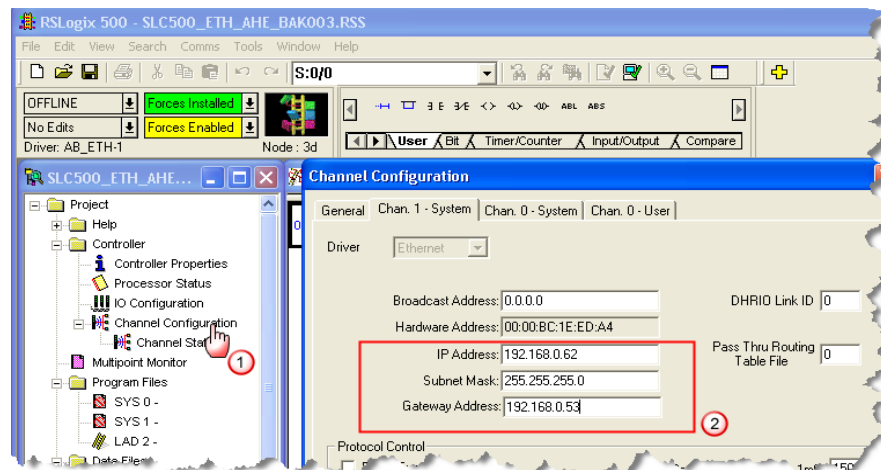 RSLogix 500 - SLC500_ETH_AHE_BAK003.RSS
File Edit View Search Comms Tools Window Help
S:0/0
OFFLINE Forces Installed
No Edits Forces Enabled
Driver: AB_ETH-1 Node : 3d
ABL ABS
User Bit Timer/Counter Input/Output Compare
SLC500_ETH_AHE...
Project
Help
Controller
Controller Properties
Processor Status
IO Configuration
Channel Configuration
Channel Stat
1
Multipoint Monitor
Program Files
SYS 0 -
SYS 1 -
LAD 2 -
Data Files
Channel Configuration
General Chan. 1 - System Chan. 0 - System Chan. 0 - User
Driver Ethernet
Broadcast Address: 0.0.0.0
DHRIO Link ID 0
Hardware Address: 00:00:BC:1E:ED:A4
IP Address: 192.168.0.62
Pass Thru Routing
Table File 0
Subnet Mask: 255.255.255.0
Gateway Address: 192.168.0.53
2
Protocol Control